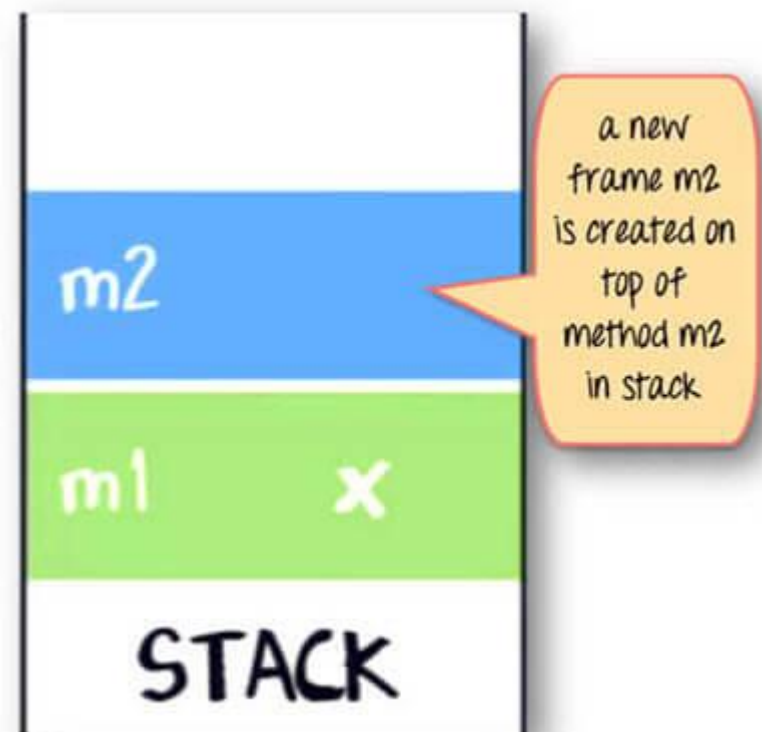 m2
a new
frame m2
is created on
top of
method m2
in stack
m1 x
STACK